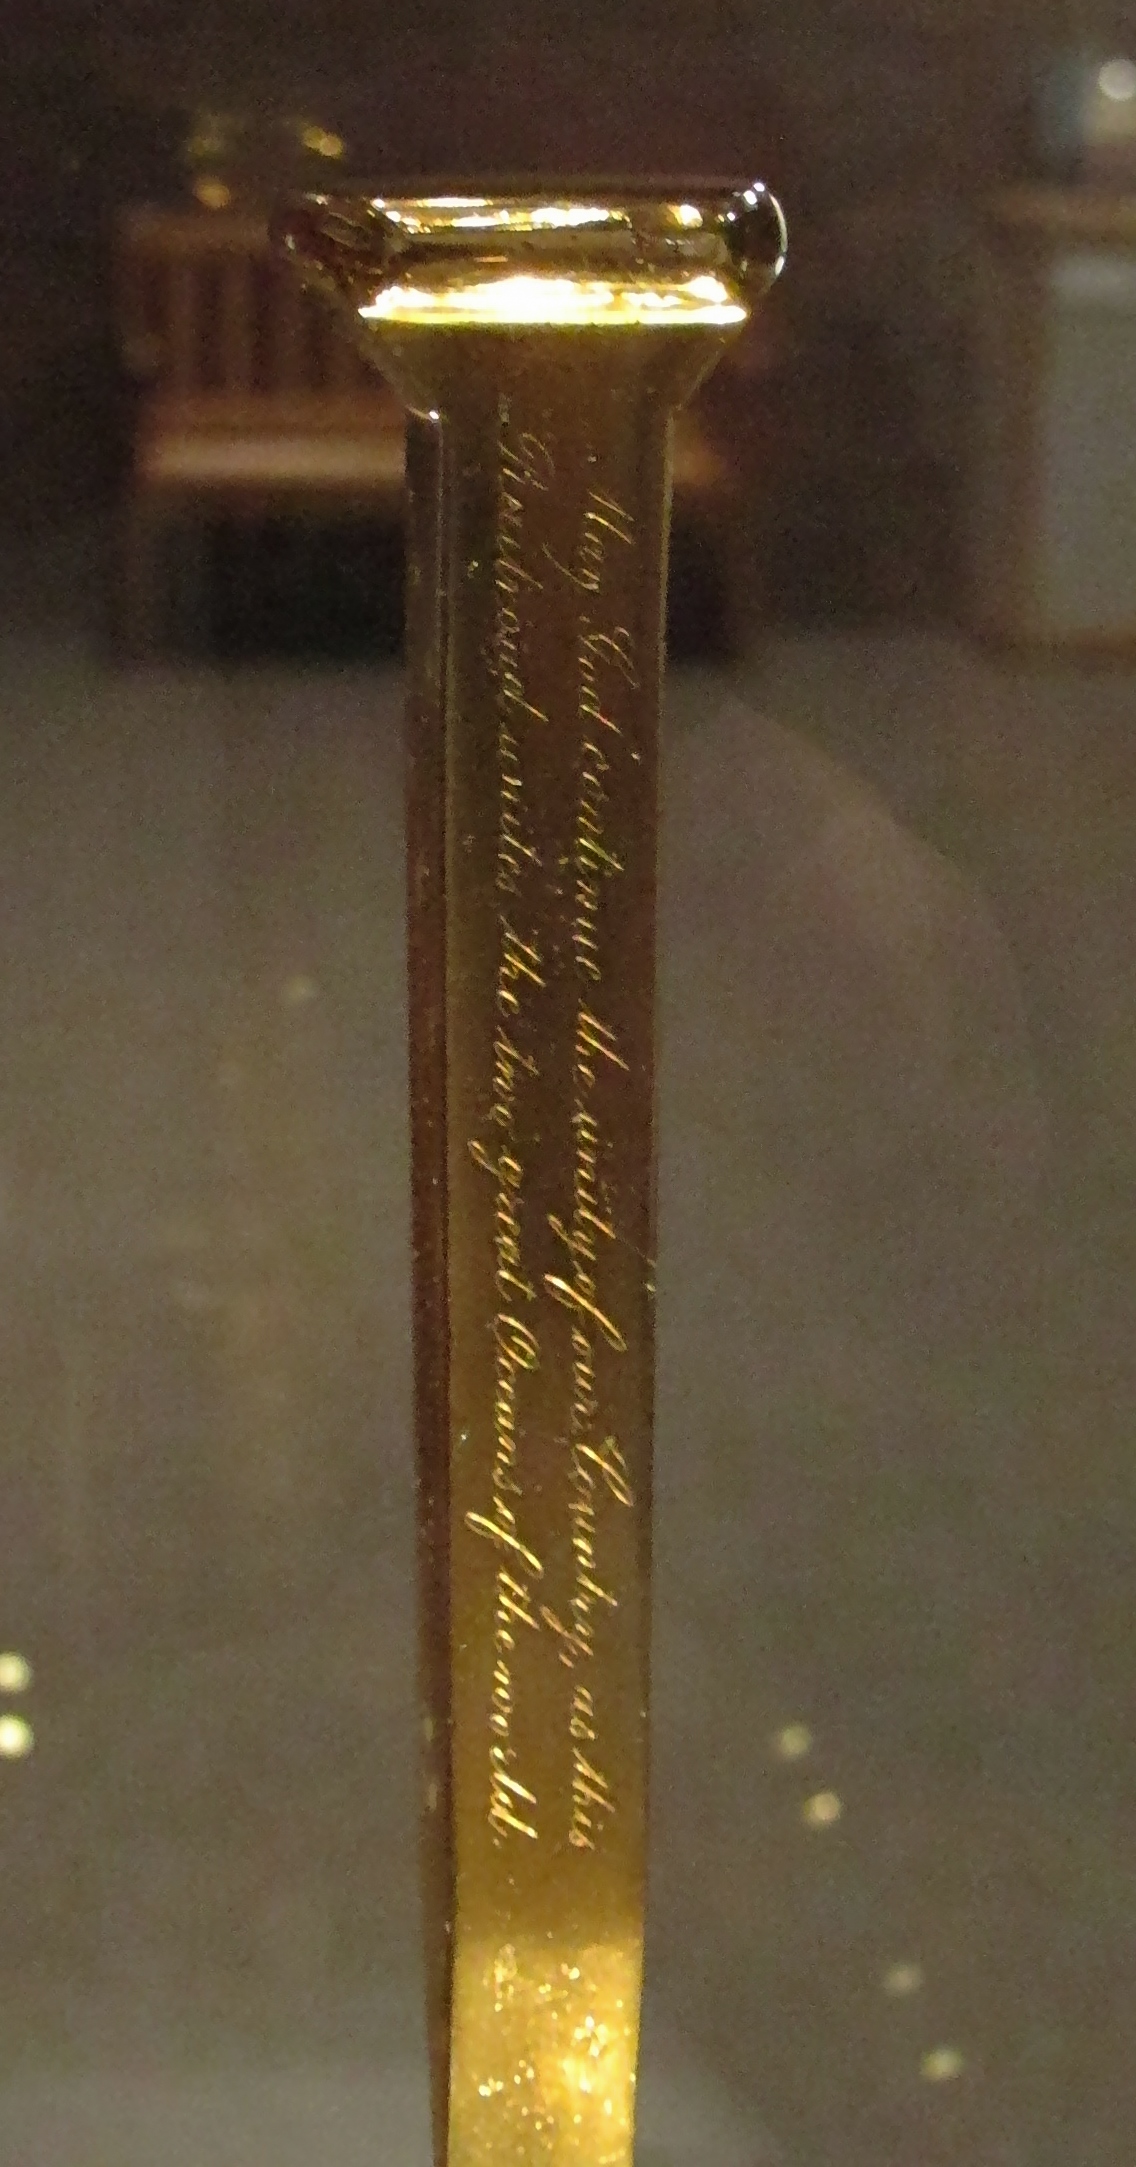 May God continue the unity of our Country, as this
Railroad unites the two great Oceans of the world.